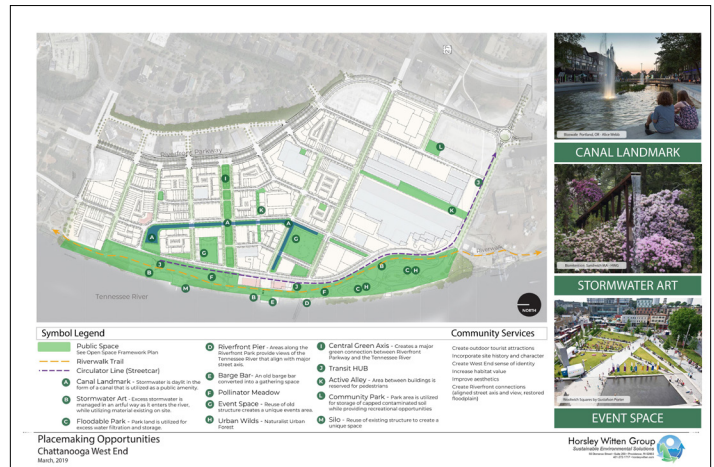 Riverfront Parkway
Riverwalk
Tennessee River
NORTH
I
L
K
K
A
A
A
G
G
J
J
J
B
F
M
B
E
D
F
B
C
H
C
H
CANAL LANDMARK
STORMWATER ART
EVENT SPACE
Symbol Legend
Public Space
See Open Space Framework Plan
Riverwalk Trail
Circulator Line (Streetcar)
A Canal Landmark - Stormwater is daylit in the
form of a canal that is utilized as a public amenity.
B Stormwater Art - Excess stormwater is
managed in an artful way as it enters the river,
while utilizing material existing on site.
C Floodable Park - Park land is utilized for
excess water filtration and storage.
D Riverfront Pier - Areas along the
Riverfront Park provide views of the
Tennessee River that align with major
street axis.
E Barge Bar- An old barge bar
converted into a gathering space
F Pollinator Meadow
G Event Space - Reuse of old
structure creates a unique events area.
H Urban Wilds - Naturalist Urban
Forest
I Central Green Axis - Creates a major
green connection between Riverfront
Parkway and the Tennessee River
J Transit HUB
K Active Alley - Area between buildings is
reserved for pedestrians
L Community Park - Park area is utilized
for storage of capped contaminated soil
while providing recreational opportunities
M Silo - Reuse of existing structure to create a
unique space
Community Services
Create outdoor tourist attractions
Incorporate site history and character
Create West End sense of identity
Increase habitat value
Improve aesthetics
Create Riverfront connections
(aligned street axis and view, restored
floodplain)
Placemaking Opportunities
Chattanooga West End
March, 2019
Horsley Witten Group
Sustainable Environmental Solutions